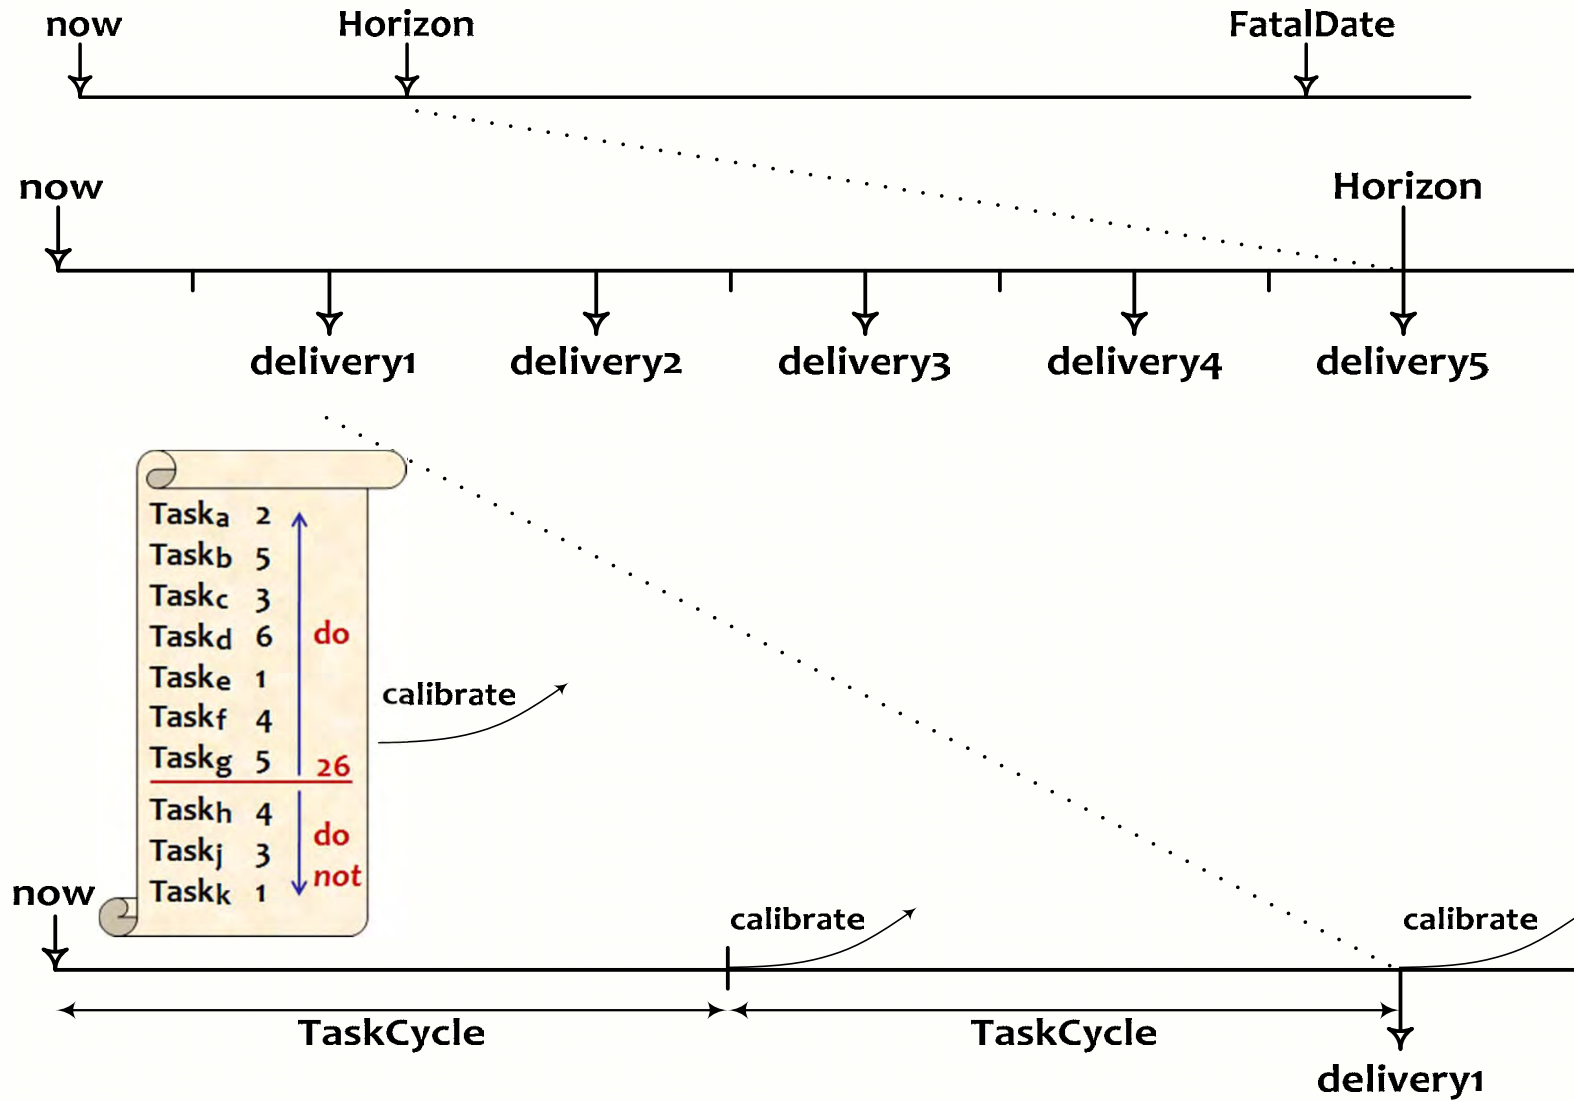 now Horizon FatalDate
now Horizon
delivery1 delivery2 delivery3 delivery4 delivery5
Taska 2
Taskb 5
Taskc 3
Taskd 6
do
Taske 1
Taskf 4
Taskg 5
26
Taskh 4
do
Taskj 3
not
Taskk 1
calibrate
now
calibrate
calibrate
TaskCycle TaskCycle
delivery1